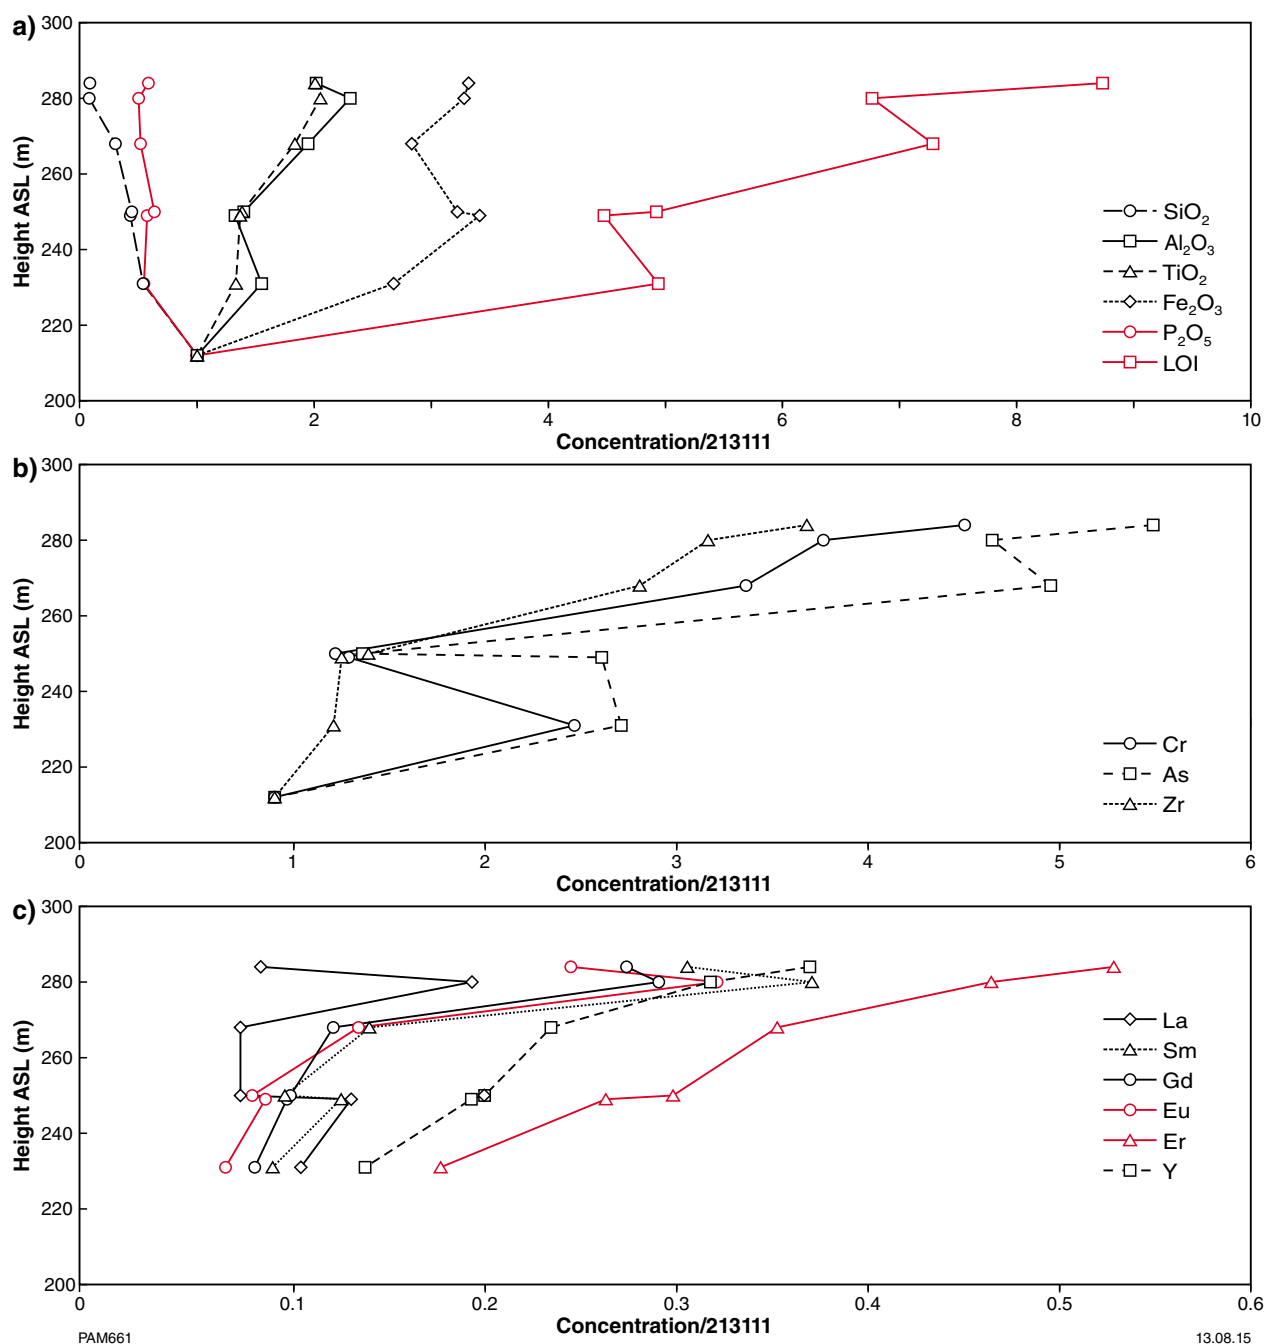 a)
300
280
260
240
220
200
Height ASL (m)
0
2
4
6
8
10
Concentration/213111
SiO₂
Al₂O₃
TiO₂
Fe₂O₃
P₂O₅
LOI
b)
300
280
260
240
220
200
Height ASL (m)
0
1
2
3
4
5
6
Concentration/213111
Cr
As
Zr
c)
300
280
260
240
220
200
Height ASL (m)
0
0.1
0.2
0.3
0.4
0.5
0.6
Concentration/213111
La
Sm
Gd
Eu
Er
Y
PAM661
13.08.15